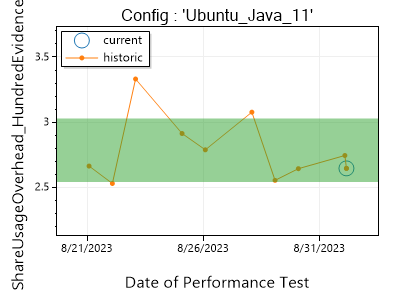 Config : 'Ubuntu_Java_11'
current
historic
ShareUsageOverhead_HundredEvidence
3.5
3
2.5
8/21/2023
8/26/2023
8/31/2023
Date of Performance Test